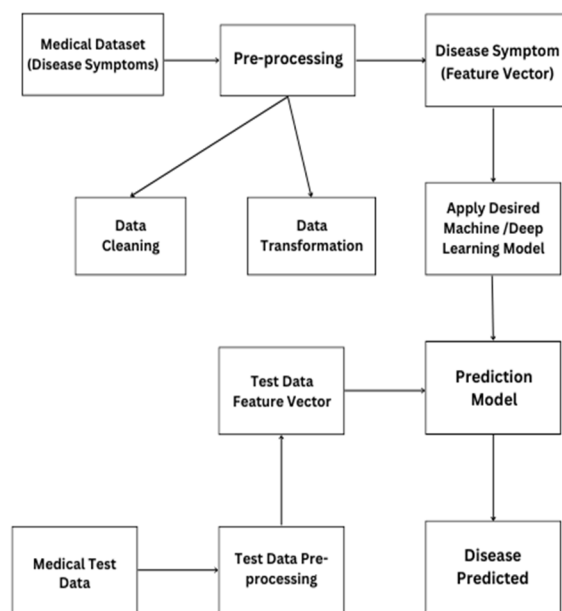 Medical Dataset
(Disease Symptoms)
Pre-processing
Disease Symptom
(Feature Vector)
Data
Cleaning
Data
Transformation
Apply Desired
Machine /Deep
Learning Model
Test Data
Feature Vector
Prediction
Model
Medical Test
Data
Test Data Pre-
processing
Disease
Predicted